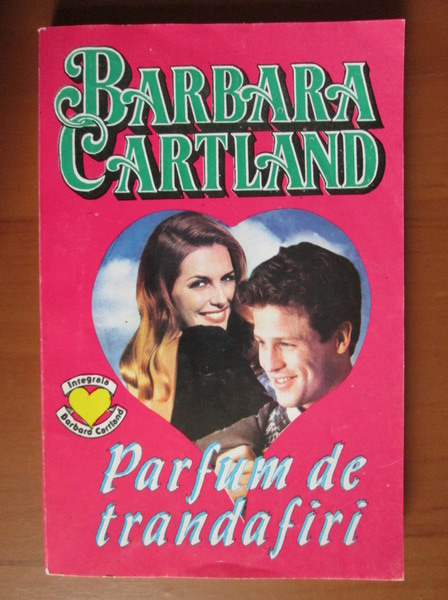 BARBARA
CARTLAND
Integrala
Barbara Cartland
Parfum de
trandafiri